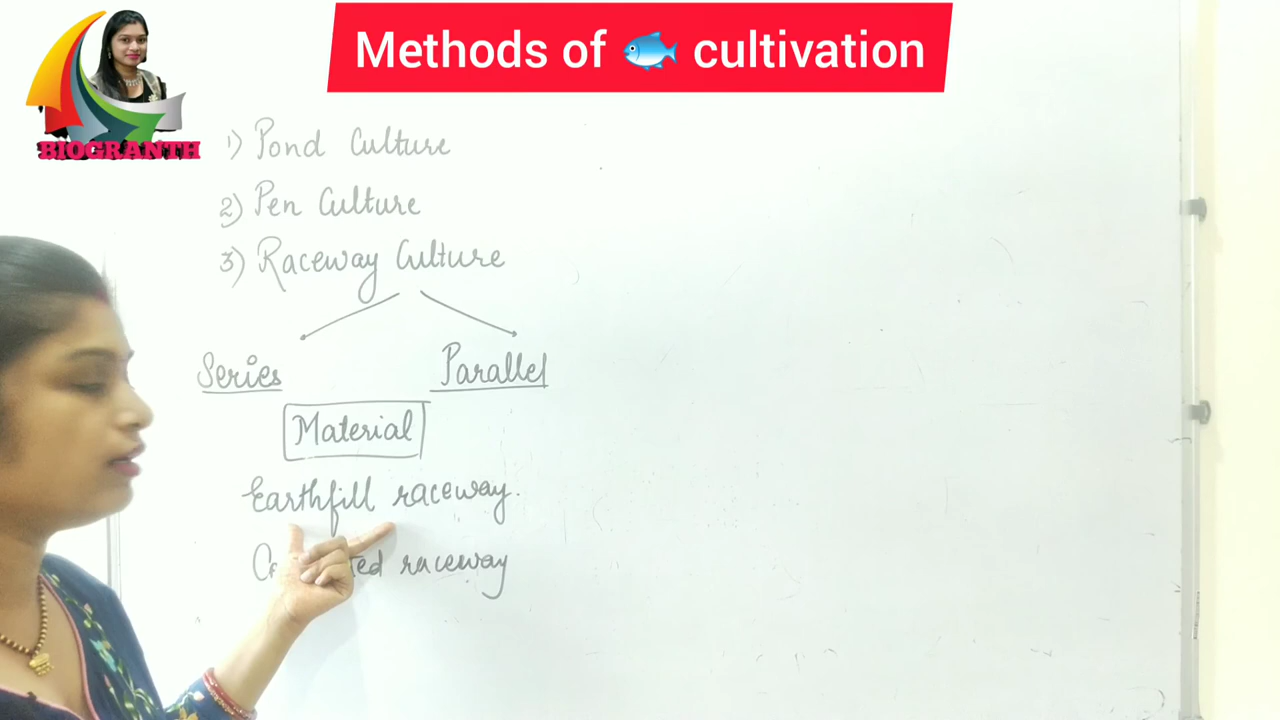 Methods of 🐟 cultivation
BIOGRANTH
1) Pond Culture
2) Pen Culture
3) Raceway Culture
Series Parallel
Material
Earthfill raceway.
raceway